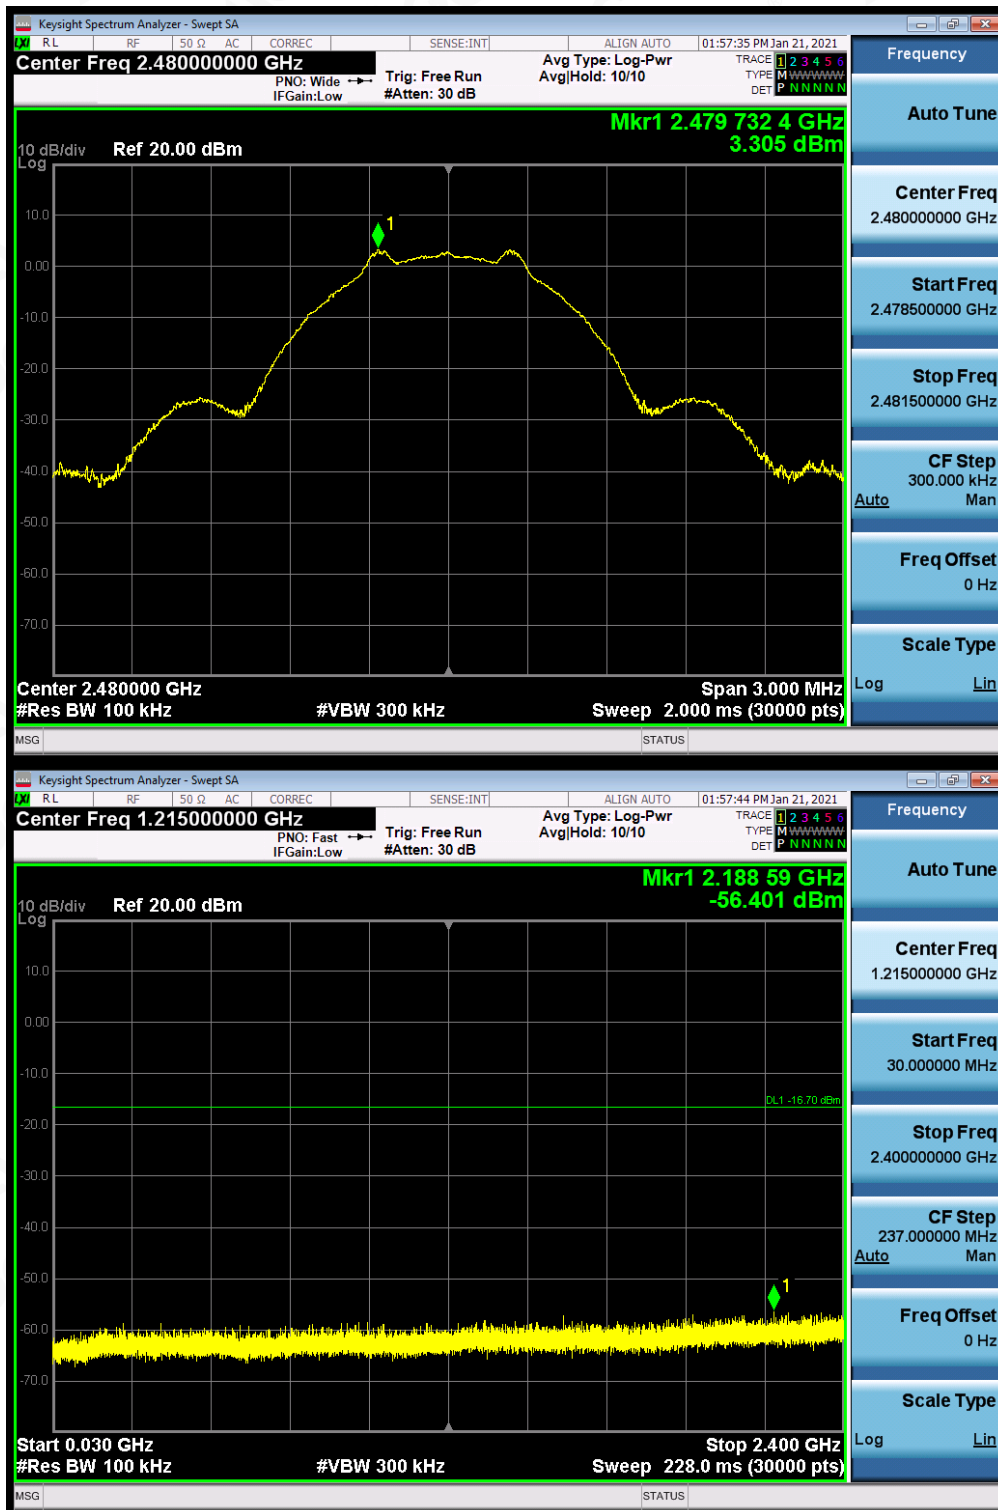 Keysight Spectrum Analyzer - Swept SA
LXI RL RF 50 Ω AC CORREC SENSE:INT ALIGN AUTO 01:57:35 PM Jan 21, 2021
Center Freq 2.480000000 GHz
PNO: Wide
IFGain:Low
Trig: Free Run
#Atten: 30 dB
Avg Type: Log-Pwr
Avg|Hold: 10/10
TRACE 1 2 3 4 5 6
TYPE M WWWWW
DET P N N N N N
Mkr1 2.479 732 4 GHz
3.305 dBm
10 dB/div Ref 20.00 dBm
Log
1
10.0
0.00
-10.0
-20.0
-30.0
-40.0
-50.0
-60.0
-70.0
Center 2.480000 GHz Span 3.000 MHz
#Res BW 100 kHz #VBW 300 kHz Sweep 2.000 ms (30000 pts)
MSG STATUS
Frequency
Auto Tune
Center Freq
2.480000000 GHz
Start Freq
2.478500000 GHz
Stop Freq
2.481500000 GHz
CF Step
300.000 kHz
Auto Man
Freq Offset
0 Hz
Scale Type
Log Lin
Keysight Spectrum Analyzer - Swept SA
LXI RL RF 50 Ω AC CORREC SENSE:INT ALIGN AUTO 01:57:44 PM Jan 21, 2021
Center Freq 1.215000000 GHz
PNO: Fast
IFGain:Low
Trig: Free Run
#Atten: 30 dB
Avg Type: Log-Pwr
Avg|Hold: 10/10
TRACE 1 2 3 4 5 6
TYPE M WWWWW
DET P N N N N N
Mkr1 2.188 59 GHz
-56.401 dBm
10 dB/div Ref 20.00 dBm
Log
10.0
0.00
-10.0
DL1 -16.70 dBm
-20.0
-30.0
-40.0
-50.0
1
-60.0
-70.0
Start 0.030 GHz Stop 2.400 GHz
#Res BW 100 kHz #VBW 300 kHz Sweep 228.0 ms (30000 pts)
MSG STATUS
Frequency
Auto Tune
Center Freq
1.215000000 GHz
Start Freq
30.000000 MHz
Stop Freq
2.400000000 GHz
CF Step
237.000000 MHz
Auto Man
Freq Offset
0 Hz
Scale Type
Log Lin